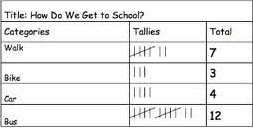 Title: How Do We Get to School?
Categories Tallies Total
Walk 7
Bike 3
Car 4
Bus 12